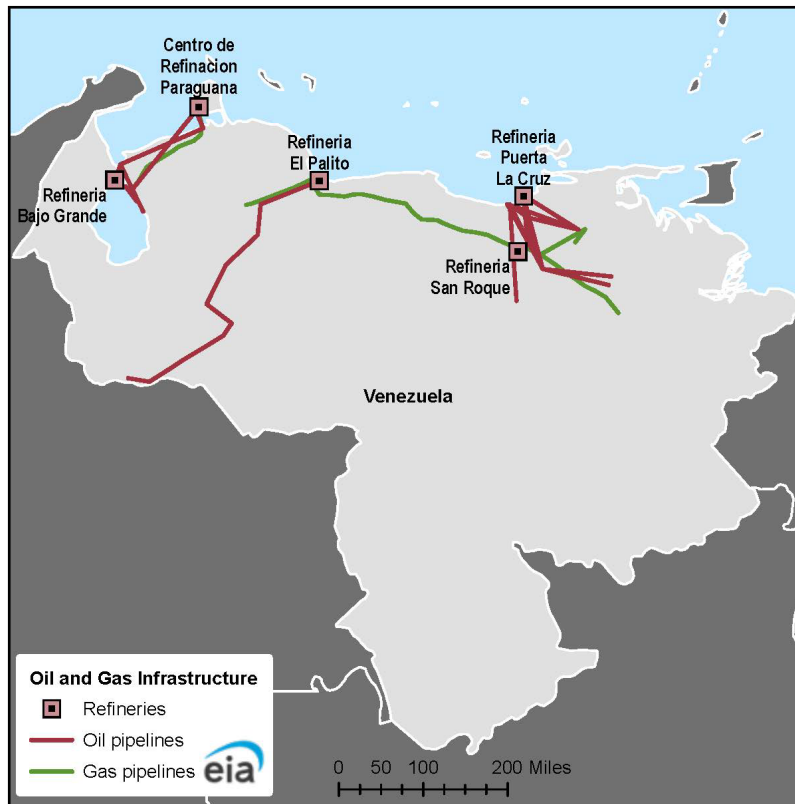 Centro de
Refinacion
Paraguana
Refineria
El Palito
Refineria
Puerta
La Cruz
Refineria
Bajo Grande
Refineria
San Roque
Venezuela
Oil and Gas Infrastructure
Refineries
Oil pipelines
Gas pipelines
eia
0 50 100 200 Miles